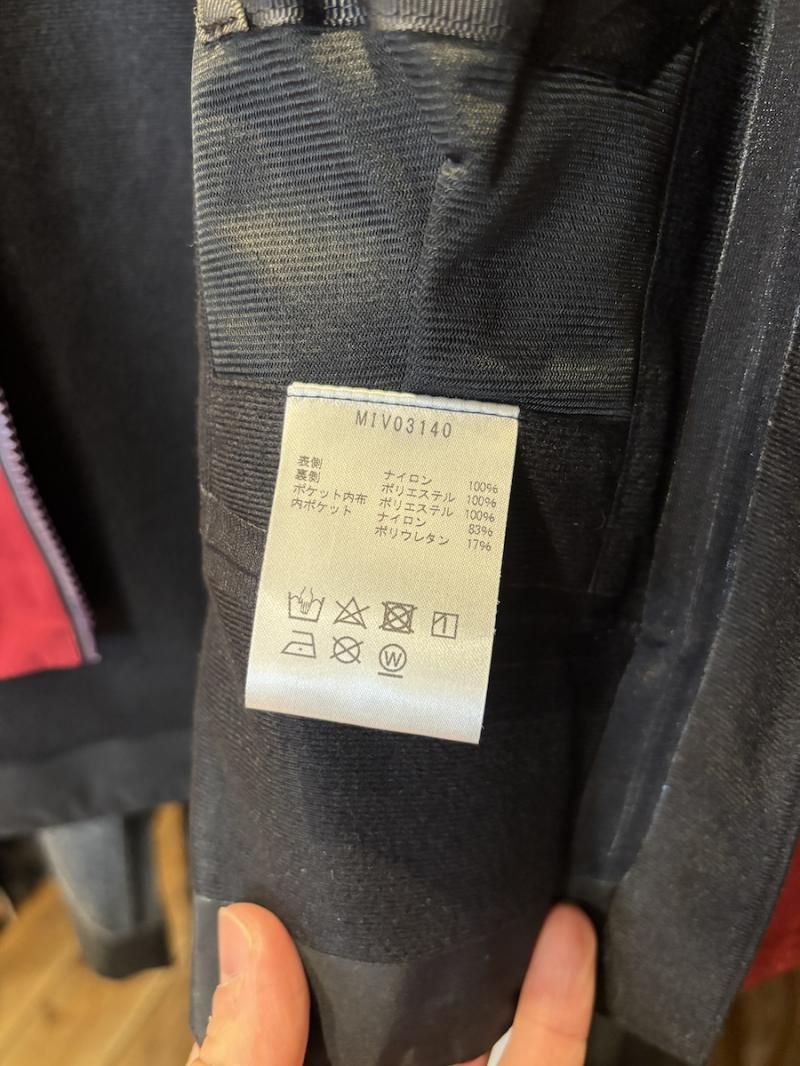 MIV03140
表側 ナイロン 100%
裏側 ポリエステル 100%
ポケット内布 ポリエステル 100%
内ポケット ナイロン 83%
ポリウレタン 17%
W